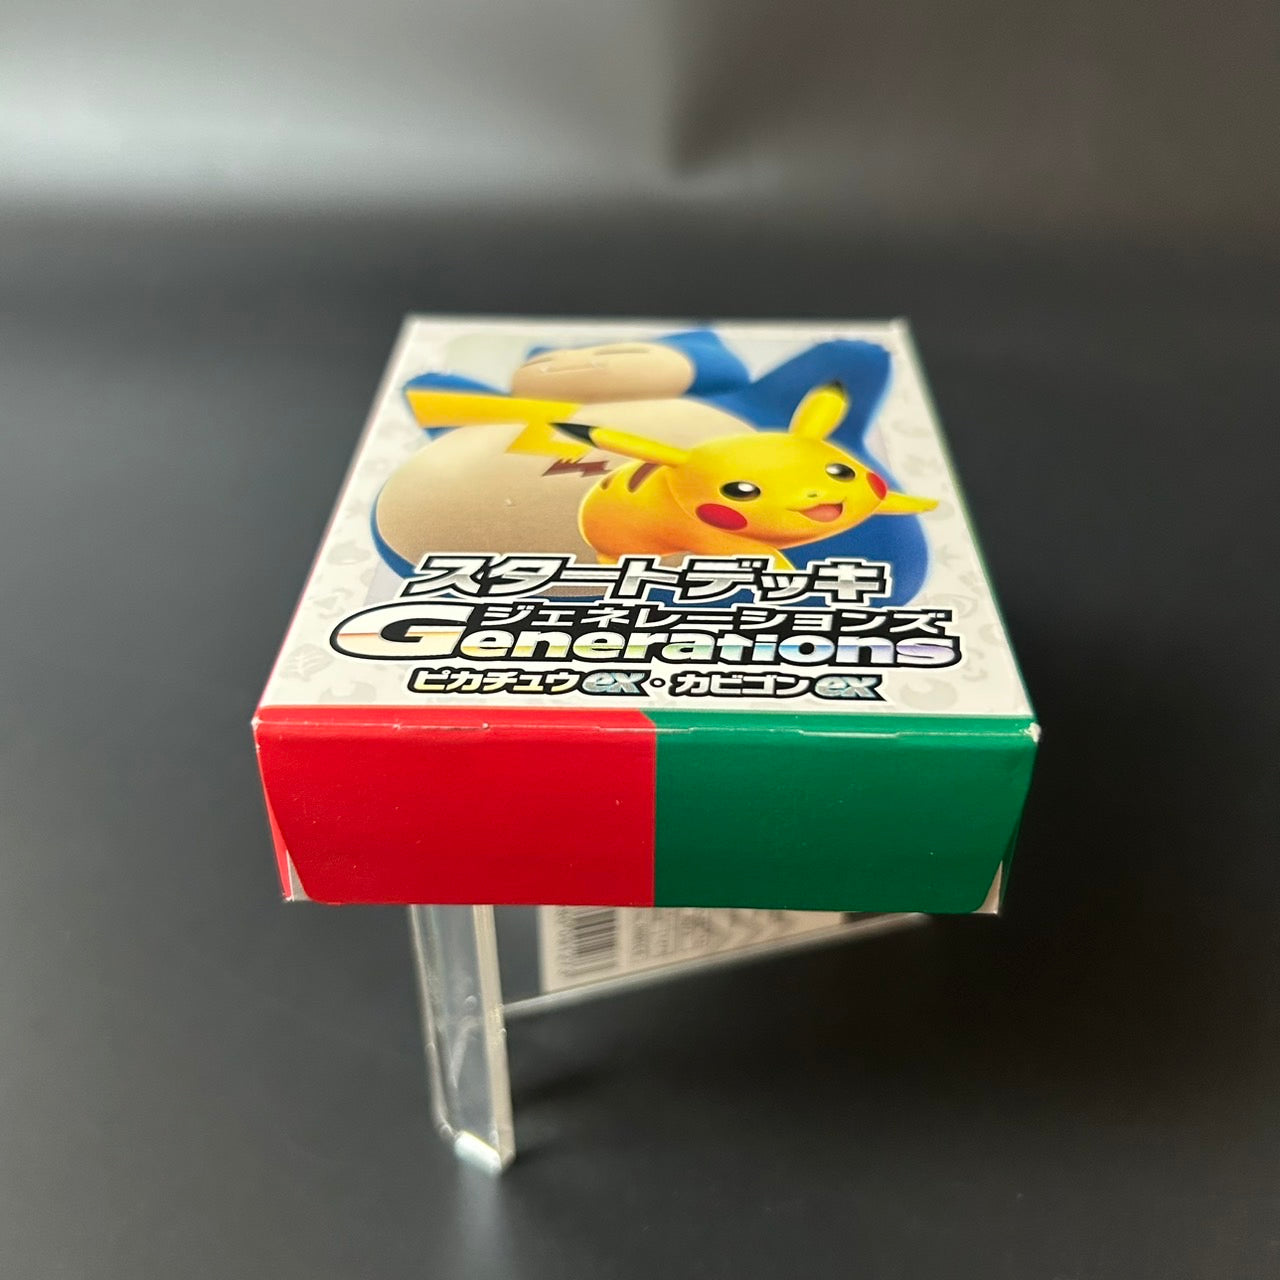 スタートデッキ
ジェネレーションズ
Generations
ピカチュウex・カビゴンex